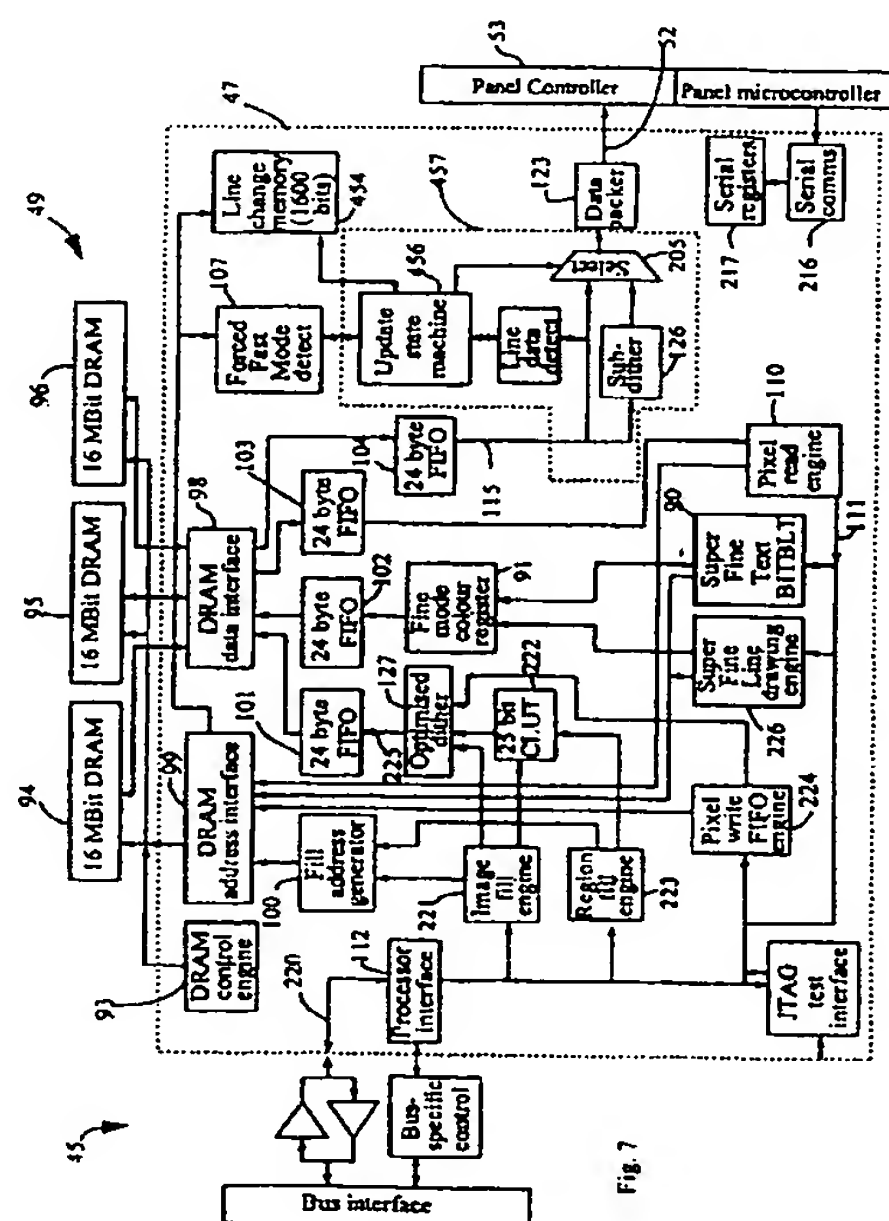 49
94
16 MBit DRAM
95
16 MBit DRAM
96
16 MBit DRAM
47
53
Panel Controller
Panel microcontroller
52
45
Bus interface
Bus-
specific
control
220
Processor
interface
112
93
DRAM
control
engine
99
DRAM
address interface
98
DRAM
data interface
100
Fill
address
generator
101
24 byte
FIFO
102
24 byte
FIFO
103
24 byte
FIFO
104
24 byte
FIFO
115
107
Forced
Fast
Mode
detect
Line
change
memory
(1600
bits)
454
457
456
Update
state
machine
Line
data
detect
Sub-
dither
126
Select
205
123
Data
packer
Serial
registers
217
Serial
comms
216
225
127
Optimised
dither
91
Fine
mode
colour
register
222
25 bit
CLUT
221
Image
fill
engine
Region
fill
engine
223
Pixel
write
FIFO
engine
224
Super
Fine
Line
drawing
engine
226
90
Super
Fine
Text
BITBLT
110
Pixel
read
engine
111
JTAG
test
interface
Fig. 7